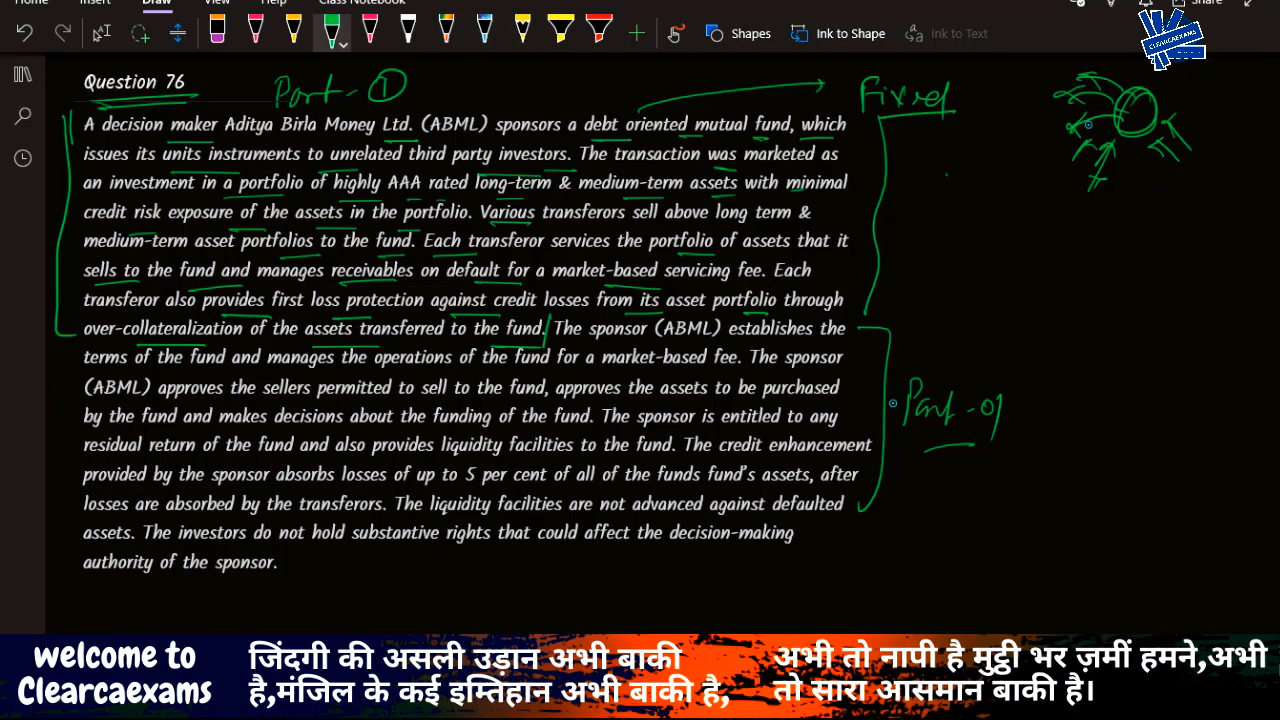 Home Insert Draw View Class Notebook Share
Shapes Ink to Shape Ink to Text
CLEARCAEXAMS
Question 76 Part - ① Fixed
A decision maker Aditya Birla Money Ltd. (ABML) sponsors a debt oriented mutual fund, which
issues its units instruments to unrelated third party investors. The transaction was marketed as
an investment in a portfolio of highly AAA rated long-term & medium-term assets with minimal
credit risk exposure of the assets in the portfolio. Various transferors sell above long term &
medium-term asset portfolios to the fund. Each transferor services the portfolio of assets that it
sells to the fund and manages receivables on default for a market-based servicing fee. Each
transferor also provides first loss protection against credit losses from its asset portfolio through
over-collateralization of the assets transferred to the fund. The sponsor (ABML) establishes the
terms of the fund and manages the operations of the fund for a market-based fee. The sponsor
(ABML) approves the sellers permitted to sell to the fund, approves the assets to be purchased
by the fund and makes decisions about the funding of the fund. The sponsor is entitled to any
residual return of the fund and also provides liquidity facilities to the fund. The credit enhancement
provided by the sponsor absorbs losses of up to 5 per cent of all of the funds fund's assets, after
losses are absorbed by the transferors. The liquidity facilities are not advanced against defaulted
assets. The investors do not hold substantive rights that could affect the decision-making
authority of the sponsor.
Part -
welcome to
Clearcaexams
जिंदगी की असली उड़ान अभी बाकी
है,मंजिल के कई इम्तिहान अभी बाकी है,
अभी तो नापी है मुट्ठी भर ज़मीं हमने,अभी
तो सारा आसमान बाकी है।